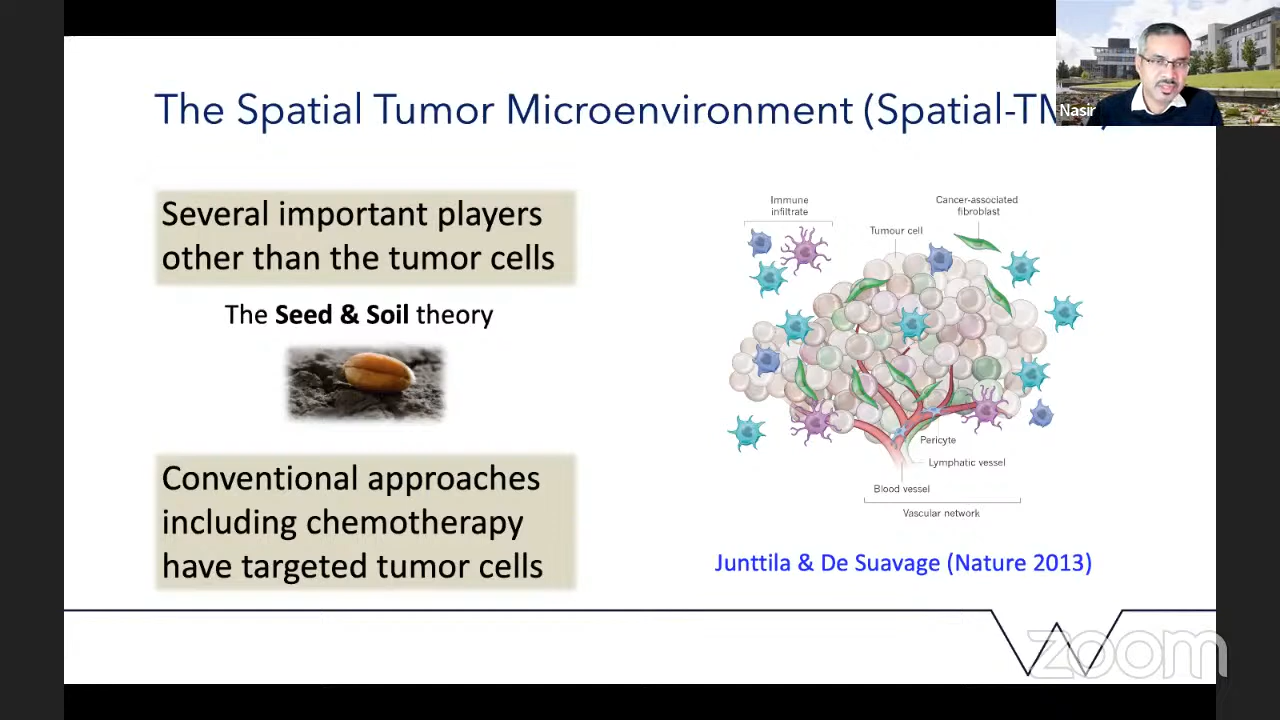 The Spatial Tumor Microenvironment (Spatial-TM
Nasir
Several important players
other than the tumor cells
The Seed & Soil theory
Conventional approaches
including chemotherapy
have targeted tumor cells
Immune
infiltrate
Cancer-associated
fibroblast
Tumour cell
Pericyte
Lymphatic vessel
Blood vessel
Vascular network
Junttila & De Suavage (Nature 2013)
zoom